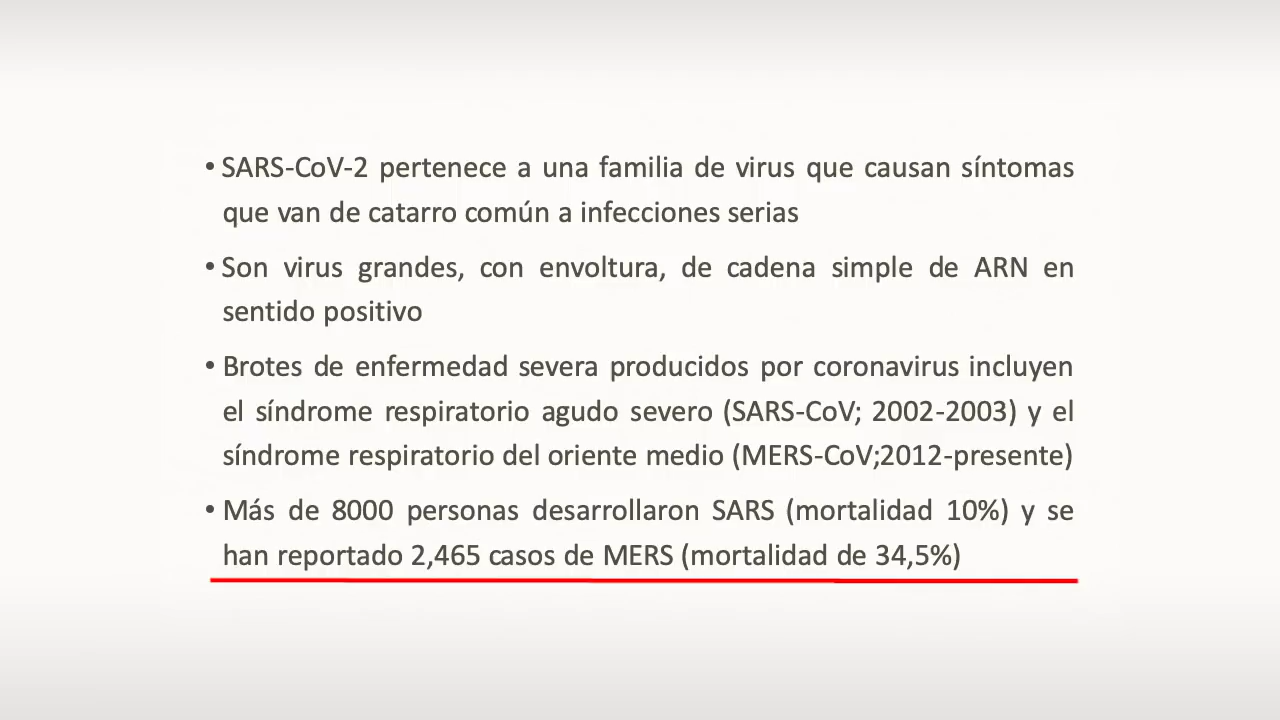 • SARS-CoV-2 pertenece a una familia de virus que causan síntomas
que van de catarro común a infecciones serias
• Son virus grandes, con envoltura, de cadena simple de ARN en
sentido positivo
• Brotes de enfermedad severa producidos por coronavirus incluyen
el síndrome respiratorio agudo severo (SARS-CoV; 2002-2003) y el
síndrome respiratorio del oriente medio (MERS-CoV;2012-presente)
• Más de 8000 personas desarrollaron SARS (mortalidad 10%) y se
han reportado 2,465 casos de MERS (mortalidad de 34,5%)